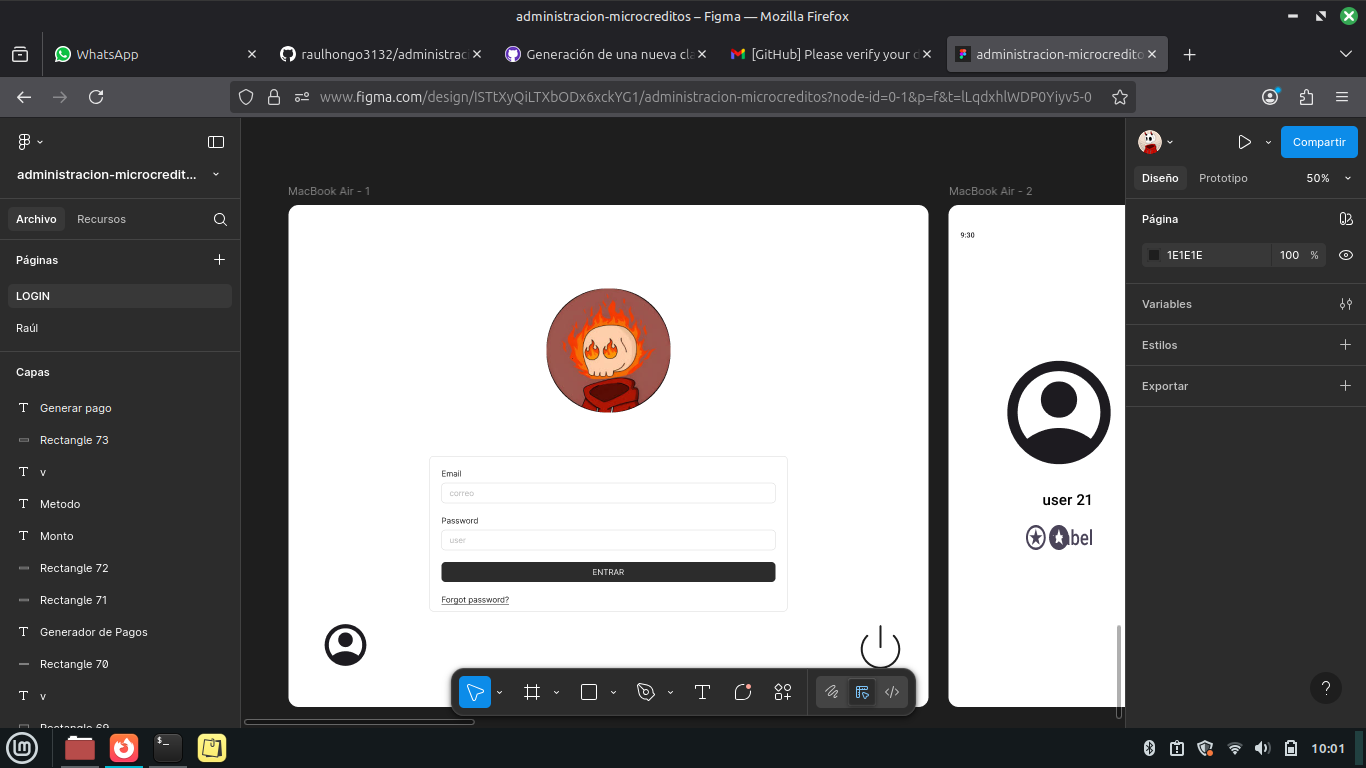 administracion-microcreditos – Figma — Mozilla Firefox
WhatsApp
raulhongo3132/administrac
Generación de una nueva cla
[GitHub] Please verify your d
administracion-microcredito
www.figma.com/design/ISTtXyQiLTXbODx6xckYG1/administracion-microcreditos?node-id=0-1&p=f&t=lLqdxhlWDP0Yiyv5-0
administracion-microcredit...
Archivo
Recursos
Páginas
LOGIN
Raúl
Capas
Generar pago
Rectangle 73
v
Metodo
Monto
Rectangle 72
Rectangle 71
Generador de Pagos
Rectangle 70
v
Rectangle 69
MacBook Air - 1
Email
correo
Password
user
ENTRAR
Forgot password?
MacBook Air - 2
9:30
user 21
abel
Compartir
Diseño
Prototipo
50%
Página
1E1E1E
100 %
Variables
Estilos
Exportar
?
10:01